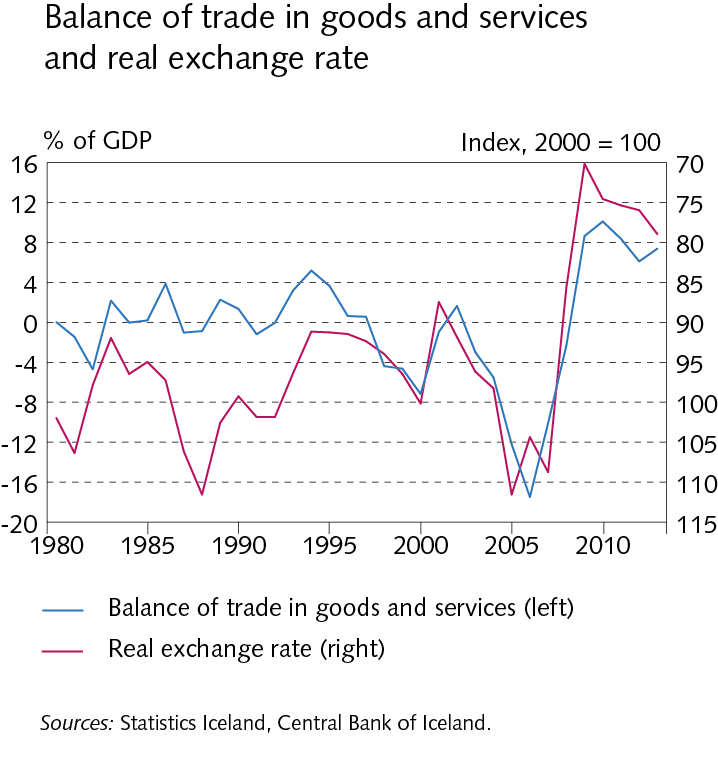 Balance of trade in goods and services
and real exchange rate
% of GDP
Index, 2000 = 100
16
12
8
4
0
-4
-8
-12
-16
-20
70
75
80
85
90
95
100
105
110
115
1980 1985 1990 1995 2000 2005 2010
Balance of trade in goods and services (left)
Real exchange rate (right)
Sources: Statistics Iceland, Central Bank of Iceland.